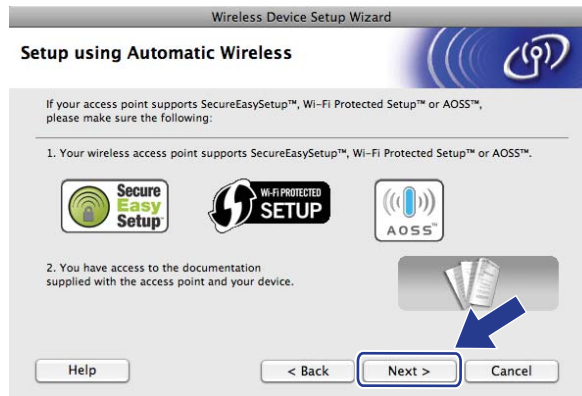 Wireless Device Setup Wizard
Setup using Automatic Wireless
If your access point supports SecureEasySetup™, Wi-Fi Protected Setup™ or AOSS™,
please make sure the following:
1. Your wireless access point supports SecureEasySetup™, Wi-Fi Protected Setup™ or AOSS™.
Secure
Easy
Setup™
Wi-Fi PROTECTED
SETUP
AOSS™
2. You have access to the documentation
supplied with the access point and your device.
Help
< Back
Next >
Cancel